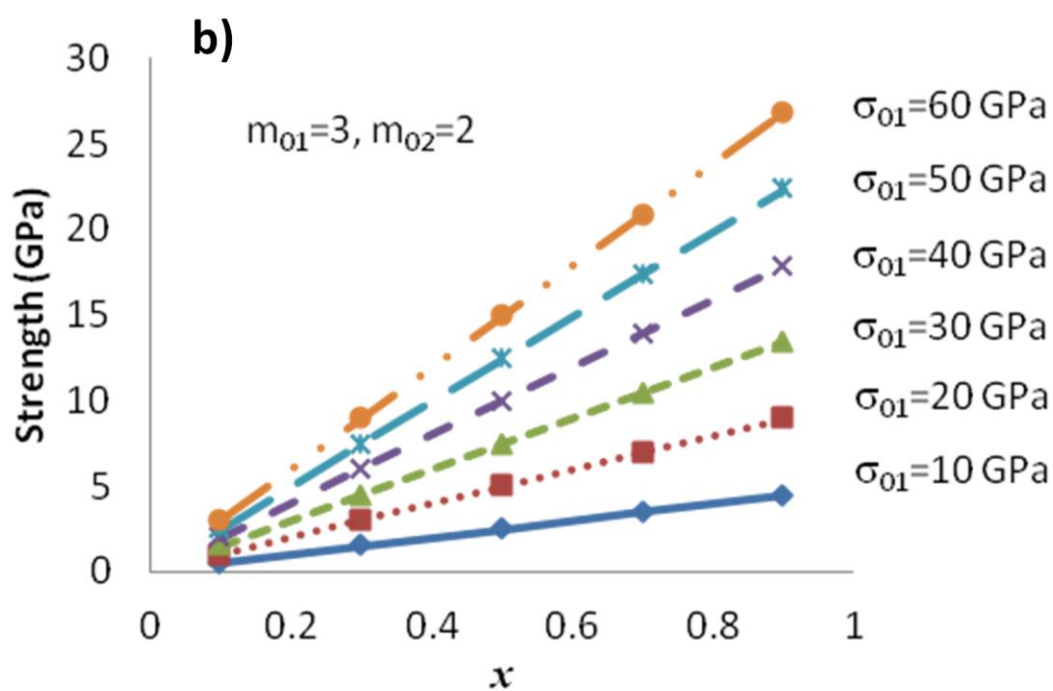 b)
30
25
20
15
10
5
0
Strength (GPa)
m₀₁=3, m₀₂=2
σ₀₁=60 GPa
σ₀₁=50 GPa
σ₀₁=40 GPa
σ₀₁=30 GPa
σ₀₁=20 GPa
σ₀₁=10 GPa
0 0.2 0.4 0.6 0.8 1
x